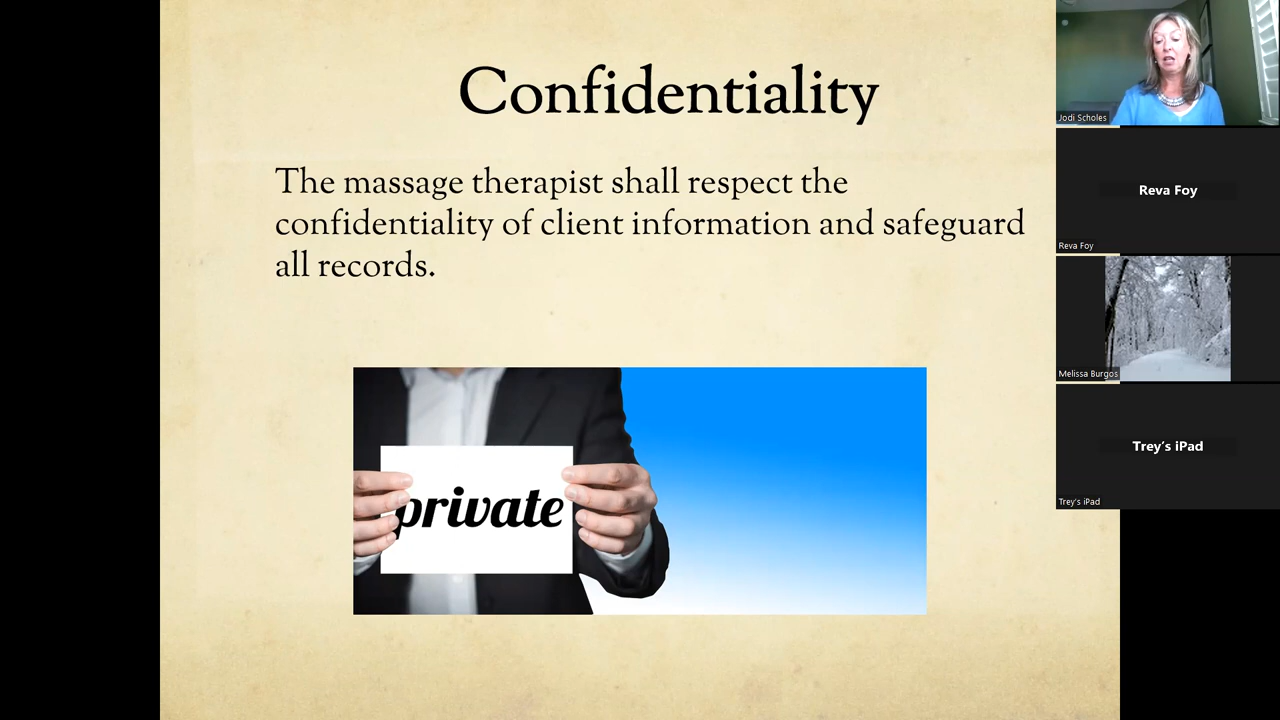 Confidentiality
The massage therapist shall respect the
confidentiality of client information and safeguard
all records.
private
Jodi Scholes
Reva Foy
Reva Foy
Melissa Burgos
Trey's iPad
Trey's iPad